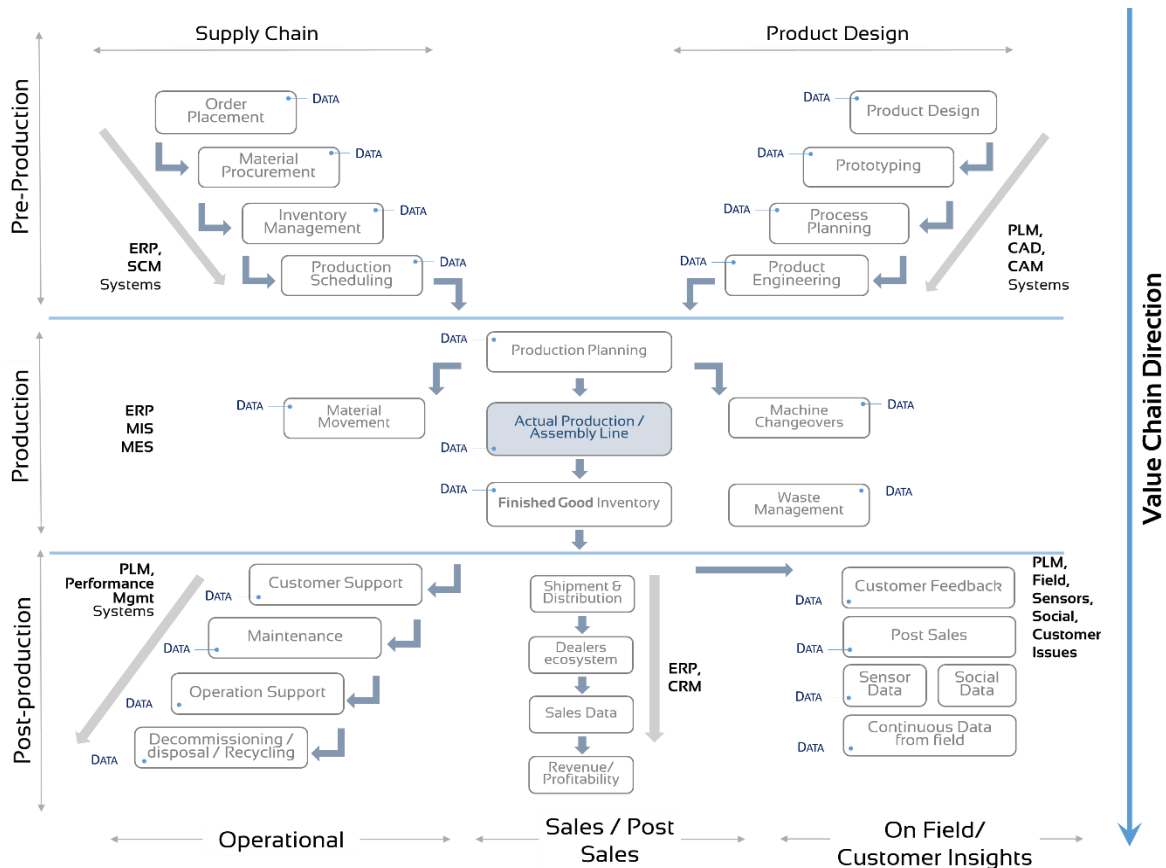 Supply Chain
Product Design
Pre-Production
Order
Placement
DATA
Material
Procurement
DATA
Inventory
Management
DATA
Production
Scheduling
DATA
ERP,
SCM
Systems
DATA
Product Design
DATA
Prototyping
DATA
Process
Planning
DATA
Product
Engineering
PLM,
CAD,
CAM
Systems
Value Chain Direction
Production
ERP
MIS
MES
DATA
Production Planning
DATA
Material
Movement
Actual Production /
Assembly Line
DATA
Machine
Changeovers
DATA
DATA
Finished Good Inventory
Waste
Management
DATA
Post-production
PLM,
Performance
Mgmt
Systems
Customer Support
DATA
Maintenance
DATA
Operation Support
DATA
Decommissioning /
disposal / Recycling
DATA
Shipment &
Distribution
Dealers
ecosystem
Sales Data
Revenue/
Profitability
ERP,
CRM
Customer Feedback
DATA
Post Sales
DATA
Sensor
Data
Social
Data
DATA
Continuous Data
from field
DATA
PLM,
Field,
Sensors,
Social,
Customer
Issues
Operational
Sales / Post
Sales
On Field/
Customer Insights